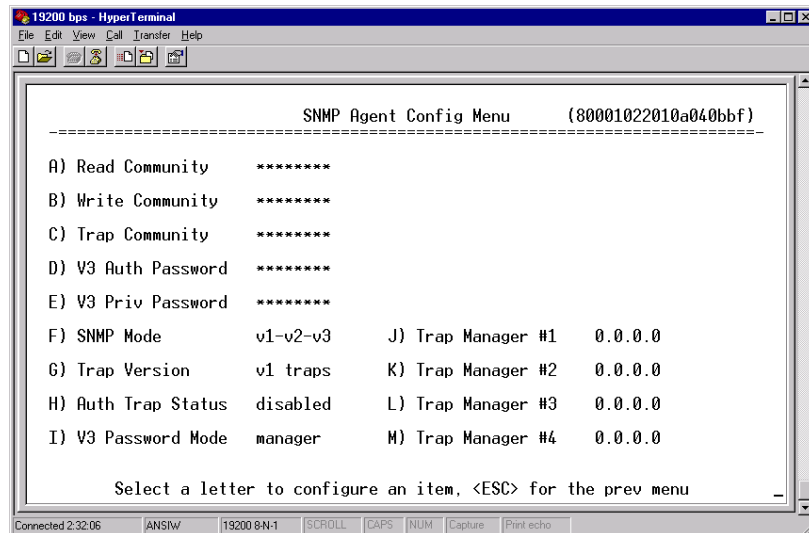 19200 bps - HyperTerminal
File Edit View Call Transfer Help
SNMP Agent Config Menu (80001022010a040bbf)
-===========================================================================-
A) Read Community ********
B) Write Community ********
C) Trap Community ********
D) V3 Auth Password ********
E) V3 Priv Password ********
F) SNMP Mode v1-v2-v3 J) Trap Manager #1 0.0.0.0
G) Trap Version v1 traps K) Trap Manager #2 0.0.0.0
H) Auth Trap Status disabled L) Trap Manager #3 0.0.0.0
I) V3 Password Mode manager M) Trap Manager #4 0.0.0.0
Select a letter to configure an item, <ESC> for the prev menu _
Connected 2:32:06 ANSIW 19200 8-N-1 SCROLL CAPS NUM Capture Print echo